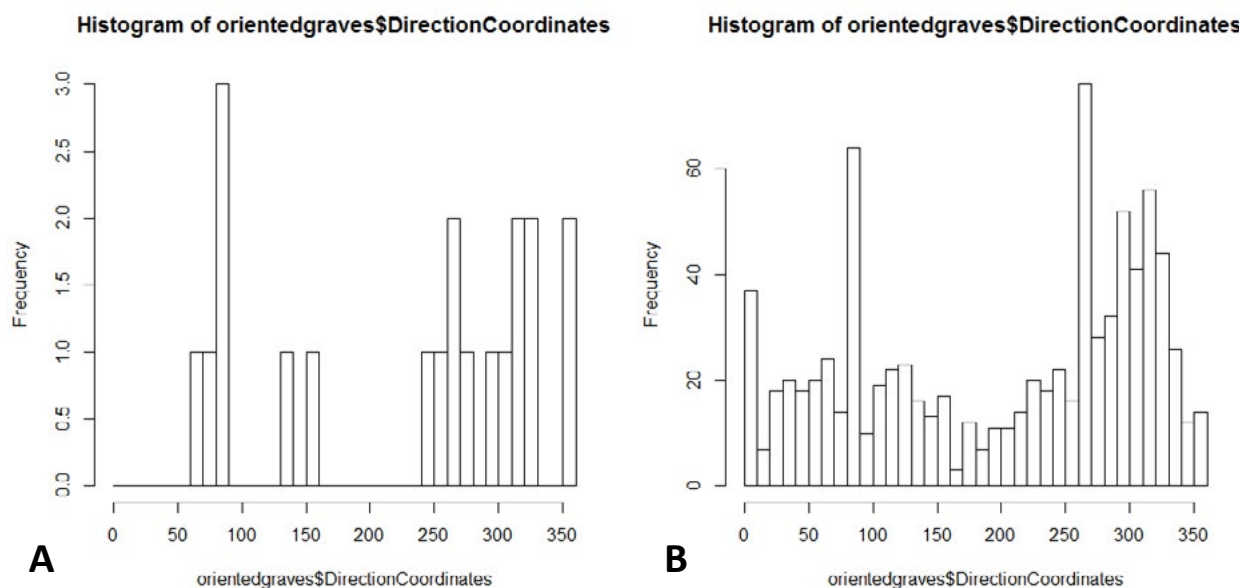 Histogram of orientedgraves$DirectionCoordinates
Frequency
3.0
2.5
2.0
1.5
1.0
0.5
0.0
0 50 100 150 200 250 300 350
orientedgraves$DirectionCoordinates
A
Histogram of orientedgraves$DirectionCoordinates
Frequency
60
40
20
0
0 50 100 150 200 250 300 350
orientedgraves$DirectionCoordinates
B